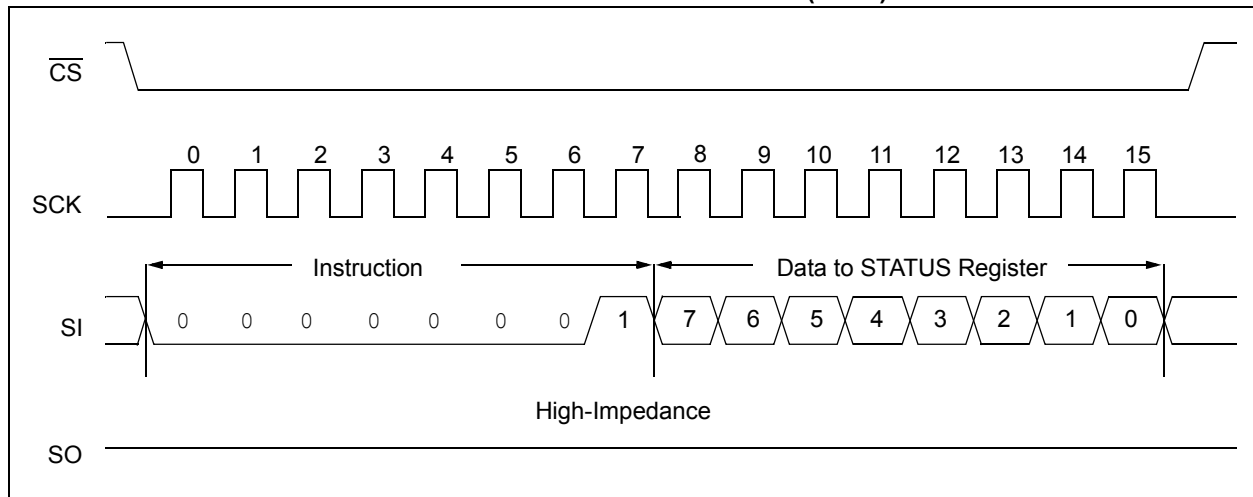 CS
0 1 2 3 4 5 6 7 8 9 10 11 12 13 14 15
SCK
Instruction Data to STATUS Register
SI 0 0 0 0 0 0 0 1 7 6 5 4 3 2 1 0
High-Impedance
SO